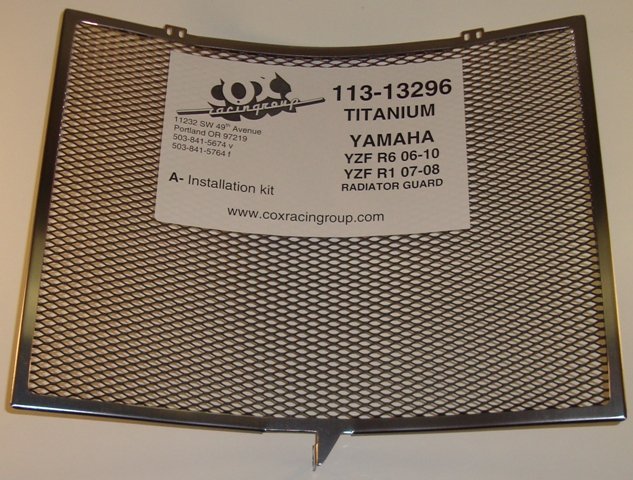 COX
racingroup
11232 SW 49th Avenue
Portland OR 97219
503-841-5674 v
503-841-5764 f
A- Installation kit
113-13296
TITANIUM
YAMAHA
YZF R6 06-10
YZF R1 07-08
RADIATOR GUARD
www.coxracingroup.com